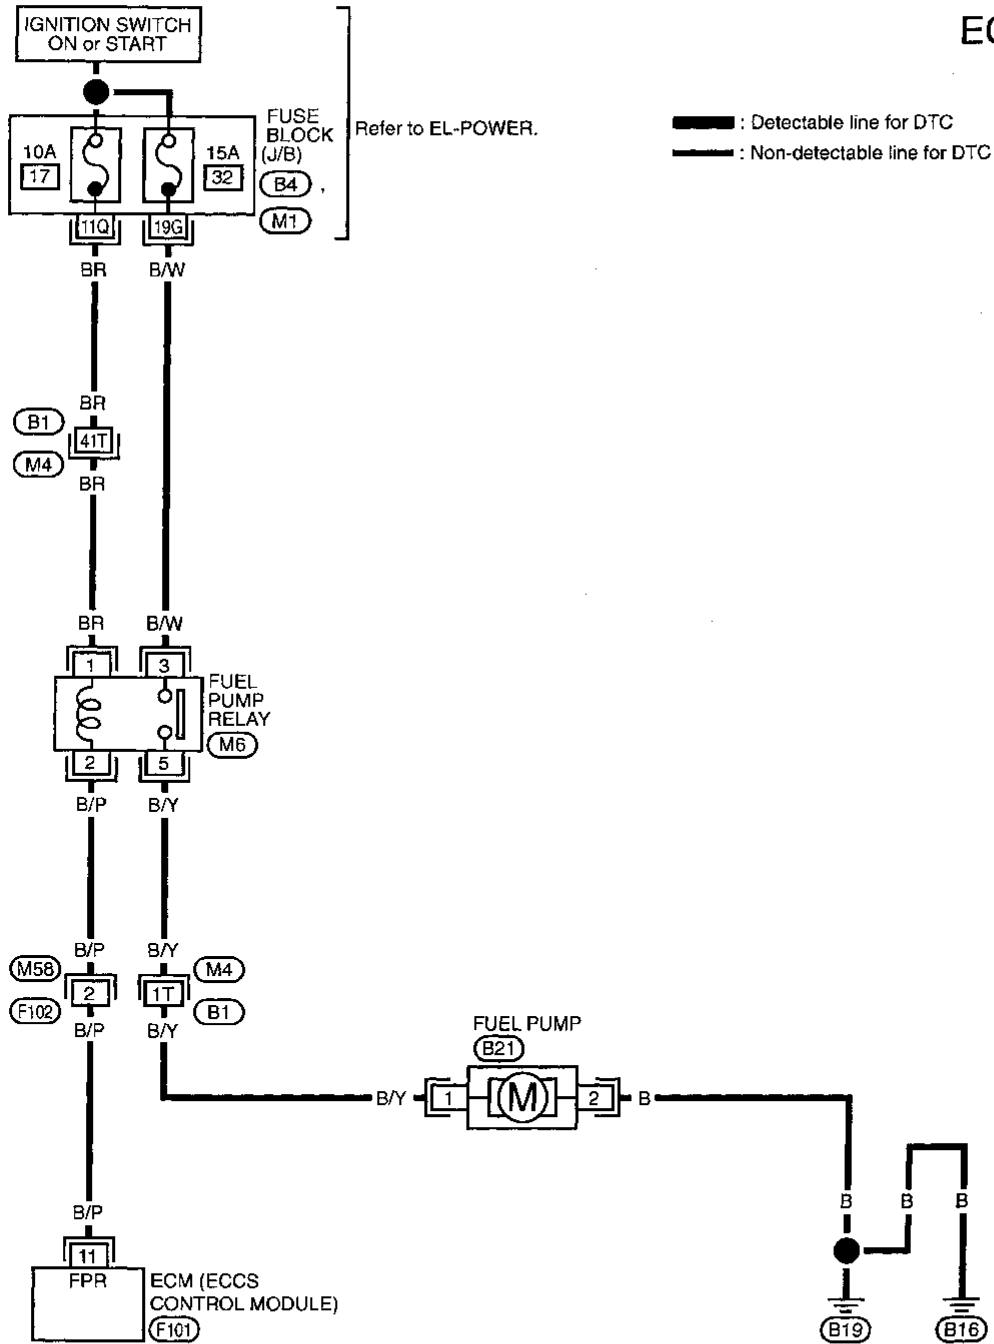 IGNITION SWITCH
ON or START
10A
17
15A
32
FUSE
BLOCK
(J/B)
B4 ,
M1
Refer to EL-POWER.
: Detectable line for DTC
: Non-detectable line for DTC
11Q
19G
BR
B/W
BR
B1
41T
M4
BR
BR
B/W
1
3
FUEL
PUMP
RELAY
M6
2
5
B/P
B/Y
B/P
B/Y
M58
2
F102
1T
M4
B1
B/P
B/Y
FUEL PUMP
B21
B/Y
1
M
2
B
B
B
B
B/P
11
FPR
ECM (ECCS
CONTROL MODULE)
F101
B19
B16